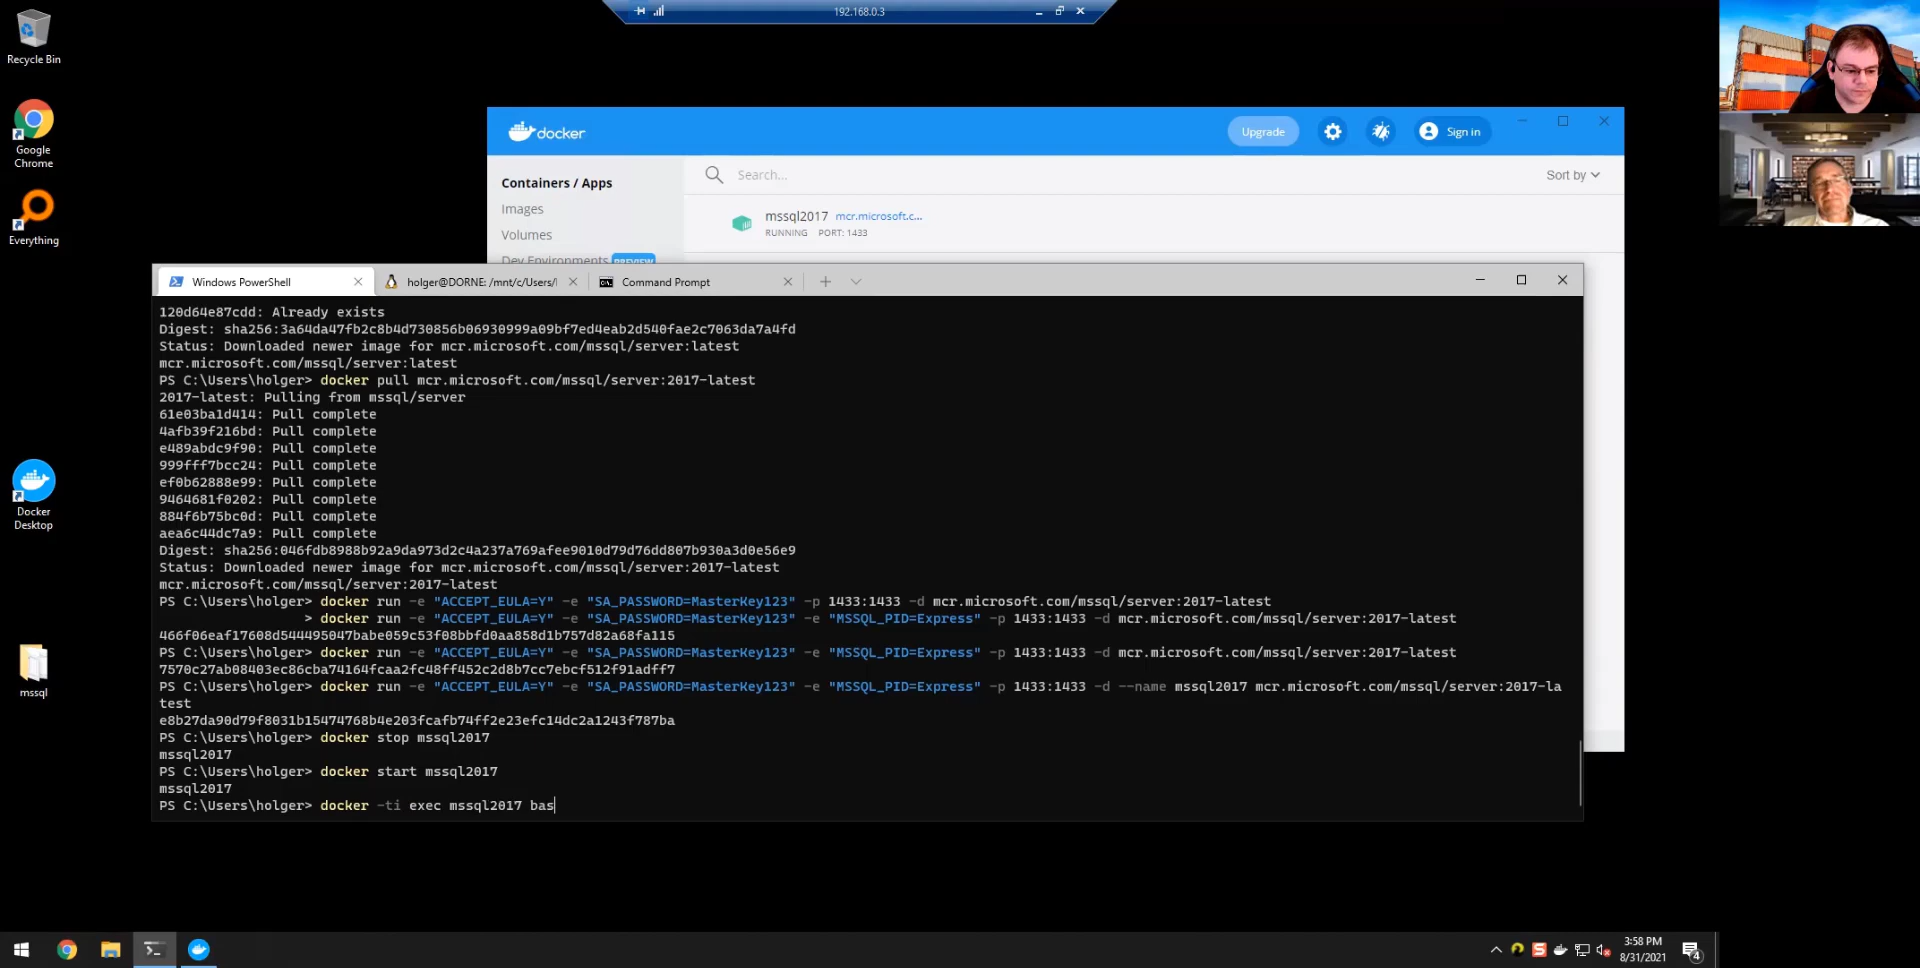 192.168.0.3
Recycle Bin
Google
Chrome
Everything
Docker
Desktop
mssql
docker
Upgrade
Sign in
Containers / Apps
Images
Volumes
Dev Environments PREVIEW
Search...
Sort by
mssql2017 mcr.microsoft.c...
RUNNING PORT: 1433
Windows PowerShell
holger@DORNE: /mnt/c/Users/
Command Prompt
120d64e87cdd: Already exists
Digest: sha256:3a64da47fb2c8b4d730856b06930999a09bf7ed4eab2d540fae2c7063da7a4fd
Status: Downloaded newer image for mcr.microsoft.com/mssql/server:latest
mcr.microsoft.com/mssql/server:latest
PS C:\Users\holger> docker pull mcr.microsoft.com/mssql/server:2017-latest
2017-latest: Pulling from mssql/server
61e03ba1d414: Pull complete
4afb39f216bd: Pull complete
e489abdc9f90: Pull complete
999fff7bcc24: Pull complete
ef0b62888e99: Pull complete
9464681f0202: Pull complete
884f6b75bc0d: Pull complete
aea6c44dc7a9: Pull complete
Digest: sha256:046fdb8988b92a9da973d2c4a237a769afee9010d79d76dd807b930a3d0e56e9
Status: Downloaded newer image for mcr.microsoft.com/mssql/server:2017-latest
mcr.microsoft.com/mssql/server:2017-latest
PS C:\Users\holger> docker run -e "ACCEPT_EULA=Y" -e "SA_PASSWORD=MasterKey123" -p 1433:1433 -d mcr.microsoft.com/mssql/server:2017-latest
> docker run -e "ACCEPT_EULA=Y" -e "SA_PASSWORD=MasterKey123" -e "MSSQL_PID=Express" -p 1433:1433 -d mcr.microsoft.com/mssql/server:2017-latest
466f06eaf17608d544495047babe059c53f08bbfd0aa858d1b757d82a68fa115
PS C:\Users\holger> docker run -e "ACCEPT_EULA=Y" -e "SA_PASSWORD=MasterKey123" -e "MSSQL_PID=Express" -p 1433:1433 -d mcr.microsoft.com/mssql/server:2017-latest
7570c27ab08403ec86cba74164fcaa2fc48ff452c2d8b7cc7ebcf512f91adff7
PS C:\Users\holger> docker run -e "ACCEPT_EULA=Y" -e "SA_PASSWORD=MasterKey123" -e "MSSQL_PID=Express" -p 1433:1433 -d --name mssql2017 mcr.microsoft.com/mssql/server:2017-la
test
e8b27da90d79f8031b15474768b4e203fcafb74ff2e23efc14dc2a1243f787ba
PS C:\Users\holger> docker stop mssql2017
mssql2017
PS C:\Users\holger> docker start mssql2017
mssql2017
PS C:\Users\holger> docker -ti exec mssql2017 bas
3:58 PM
8/31/2021
4